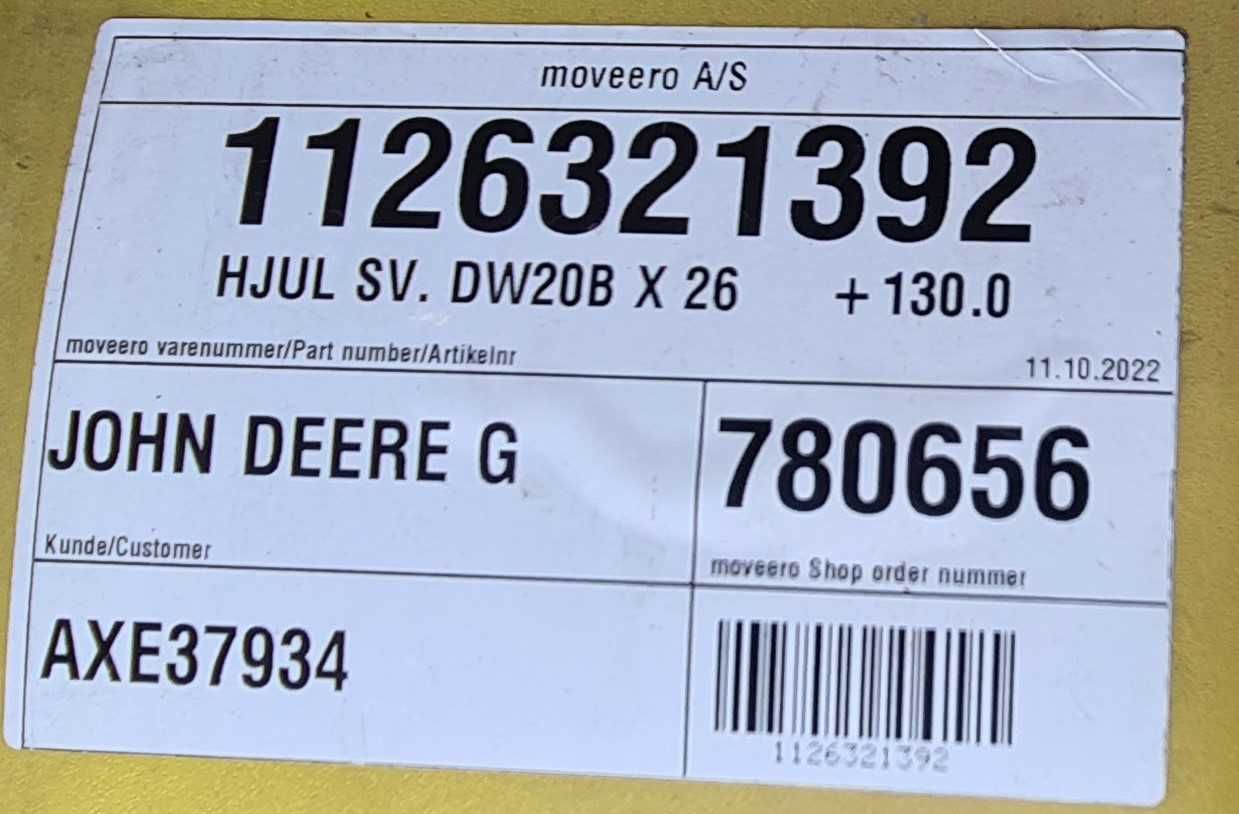 moveero A/S
1126321392
HJUL SV. DW20B X 26 +130.0
moveero varenummer/Part number/Artikelnr
11.10.2022
JOHN DEERE G
Kunde/Customer
780656
moveero Shop order nummer
AXE37934
1126321392